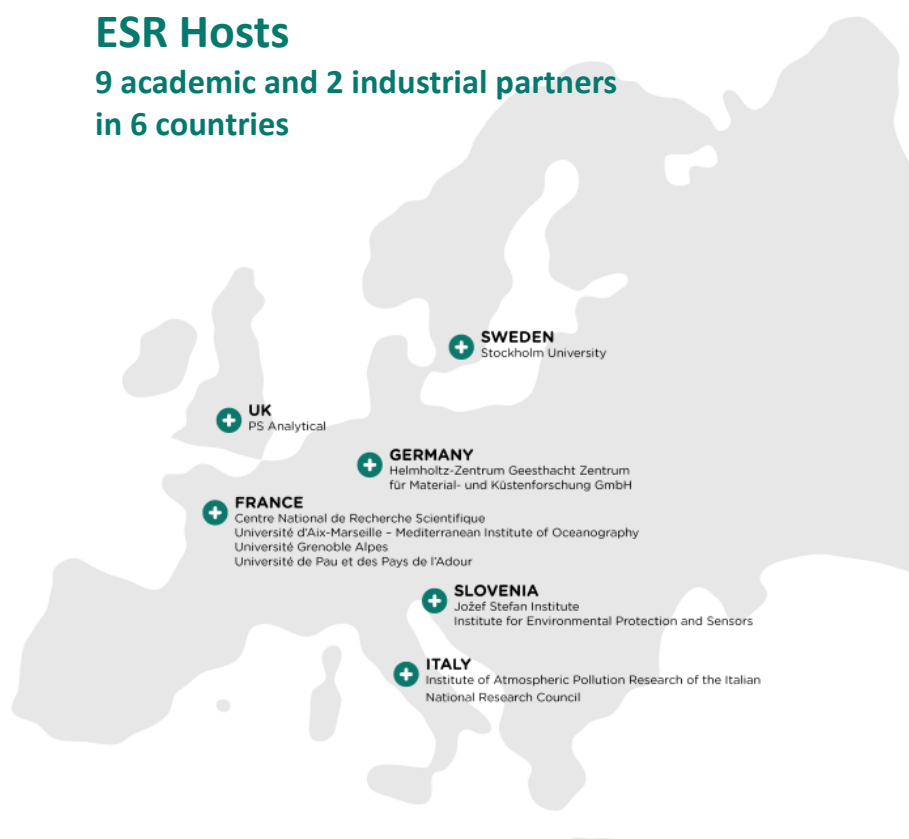 ESR Hosts
9 academic and 2 industrial partners
in 6 countries
SWEDEN
Stockholm University
UK
PS Analytical
GERMANY
Helmholtz-Zentrum Geesthacht Zentrum
für Material- und Küstenforschung GmbH
FRANCE
Centre National de Recherche Scientifique
Université d'Aix-Marseille – Mediterranean Institute of Oceanography
Université Grenoble Alpes
Université de Pau et des Pays de l'Adour
SLOVENIA
Jožef Stefan Institute
Institute for Environmental Protection and Sensors
ITALY
Institute of Atmospheric Pollution Research of the Italian
National Research Council